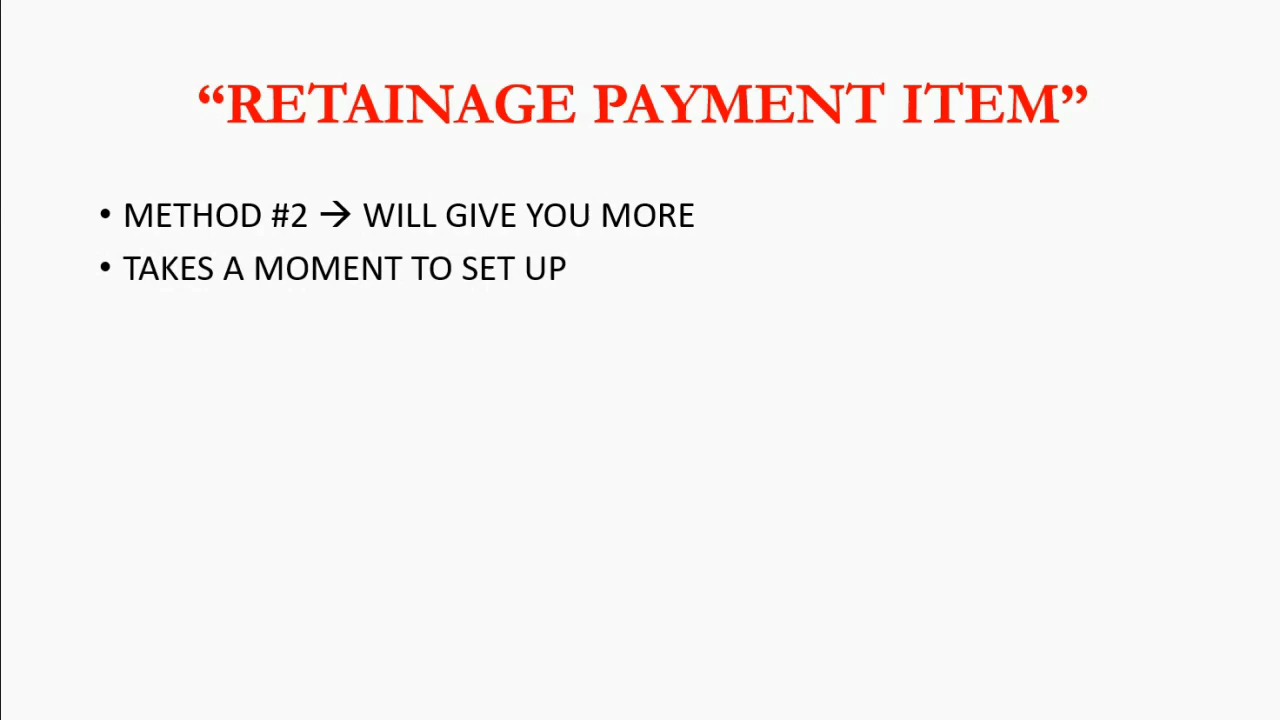 “RETAINAGE PAYMENT ITEM”
• METHOD #2 → WILL GIVE YOU MORE
• TAKES A MOMENT TO SET UP